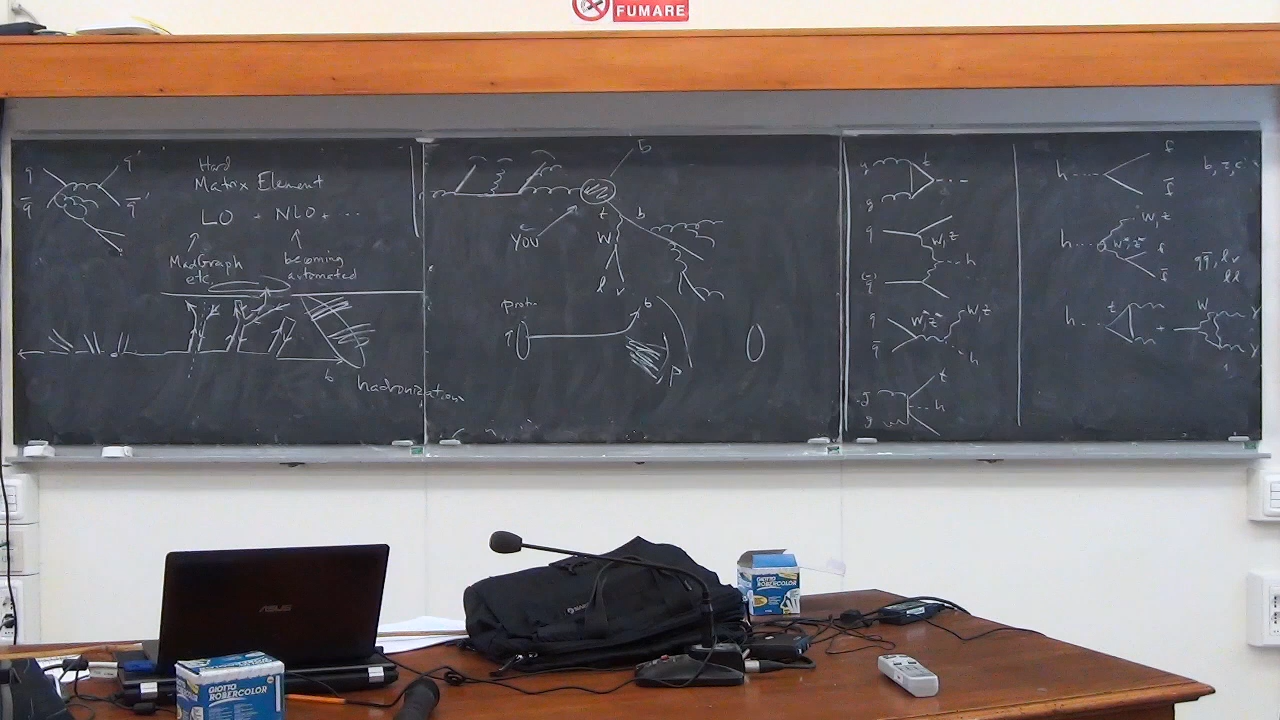 FUMARE
q
q'
q̄
q̄'
Hard
Matrix Element
LO + NLO + ...
MadGraph
etc.
becoming
automated
b
hadronization
b̄
YOU
t
b
W
l
ν
prot.
b
P
g
t
g
q
W, Z
h
q
W, Z
W, Z
q̄
h
g
t
h
g
h
f
f̄
b, τ, c
h
W, Z
W, Z
f
f̄
qq̄, lν
ll
h
t
+
W
γ
γ
ASUS
GIOTTO
ROBERCOLOR
GIOTTO
ROBERCOLOR